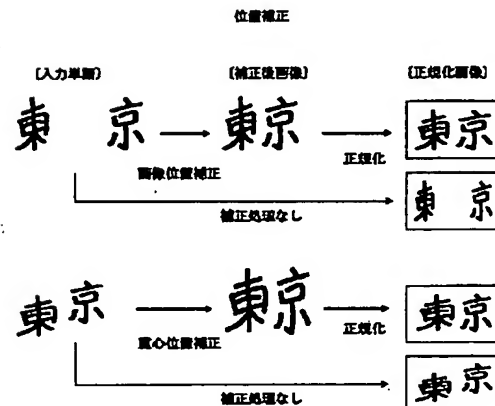 位置補正
[入力単語] [補正後画像] [正規化画像]
東 京 東京 東京
画像位置補正 正規化
東 京
補正処理なし
東京 東京 東京
重心位置補正 正規化
東京
補正処理なし